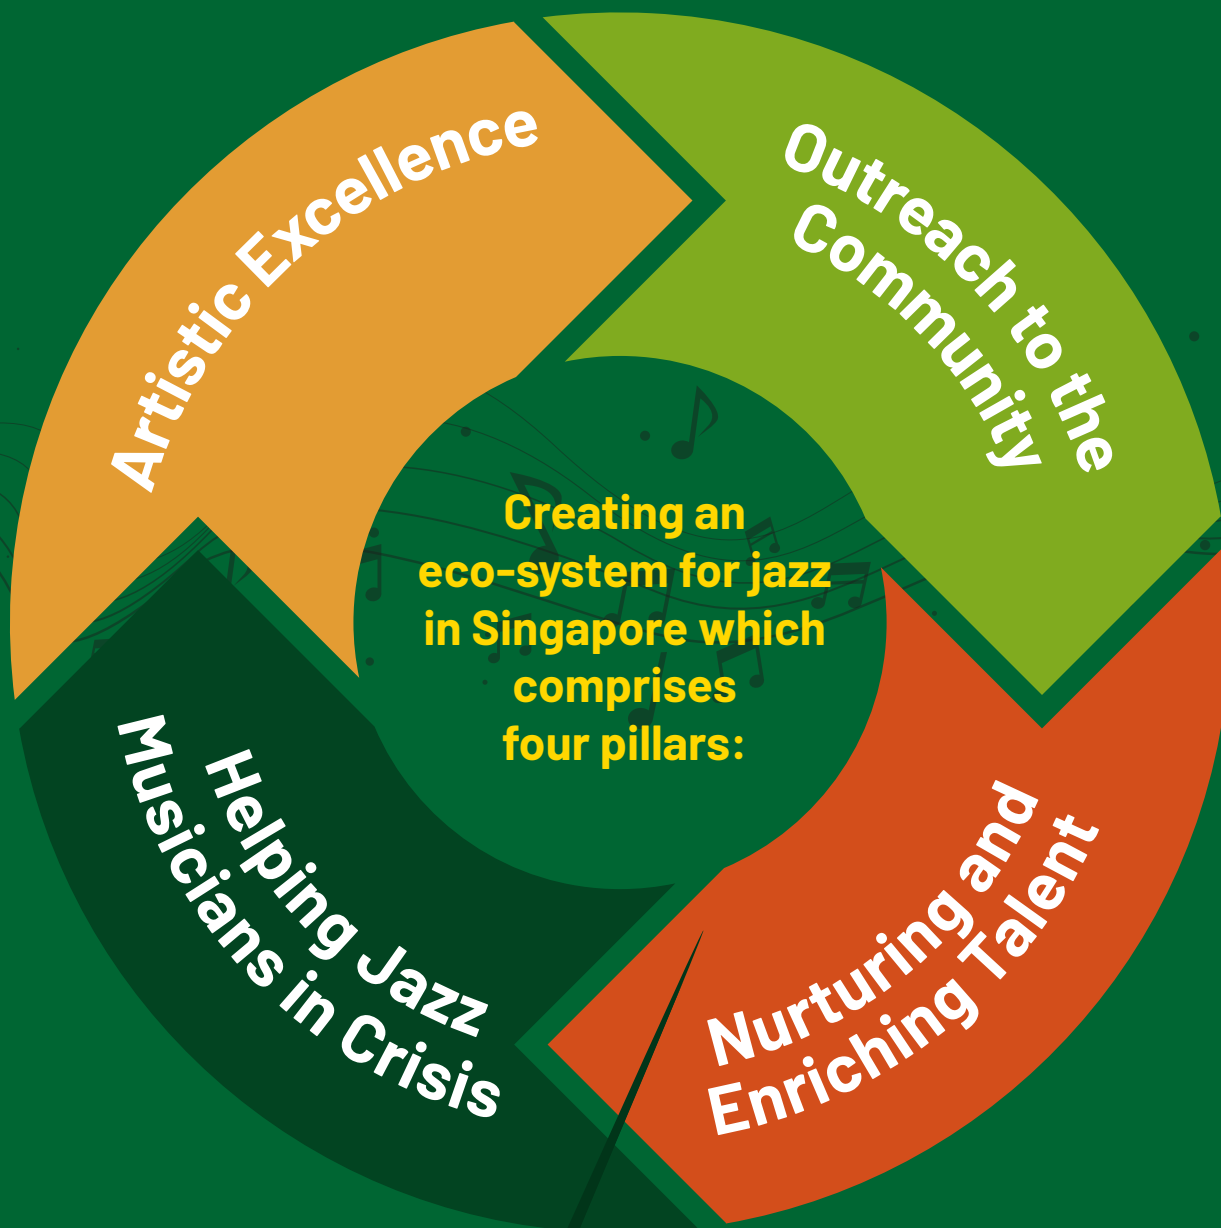 Artistic Excellence
Outreach to the
Community
Creating an
eco-system for jazz
in Singapore which
comprises
four pillars:
Nurturing and
Enriching Talent
Helping Jazz
Musicians in Crisis